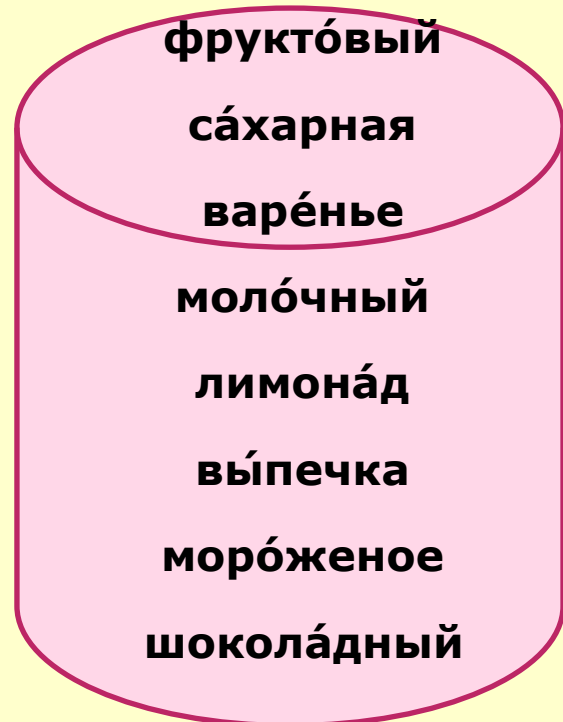 фрукто́вый
са́харная
варе́нье
моло́чный
лимона́д
вы́печка
моро́женое
шокола́дный